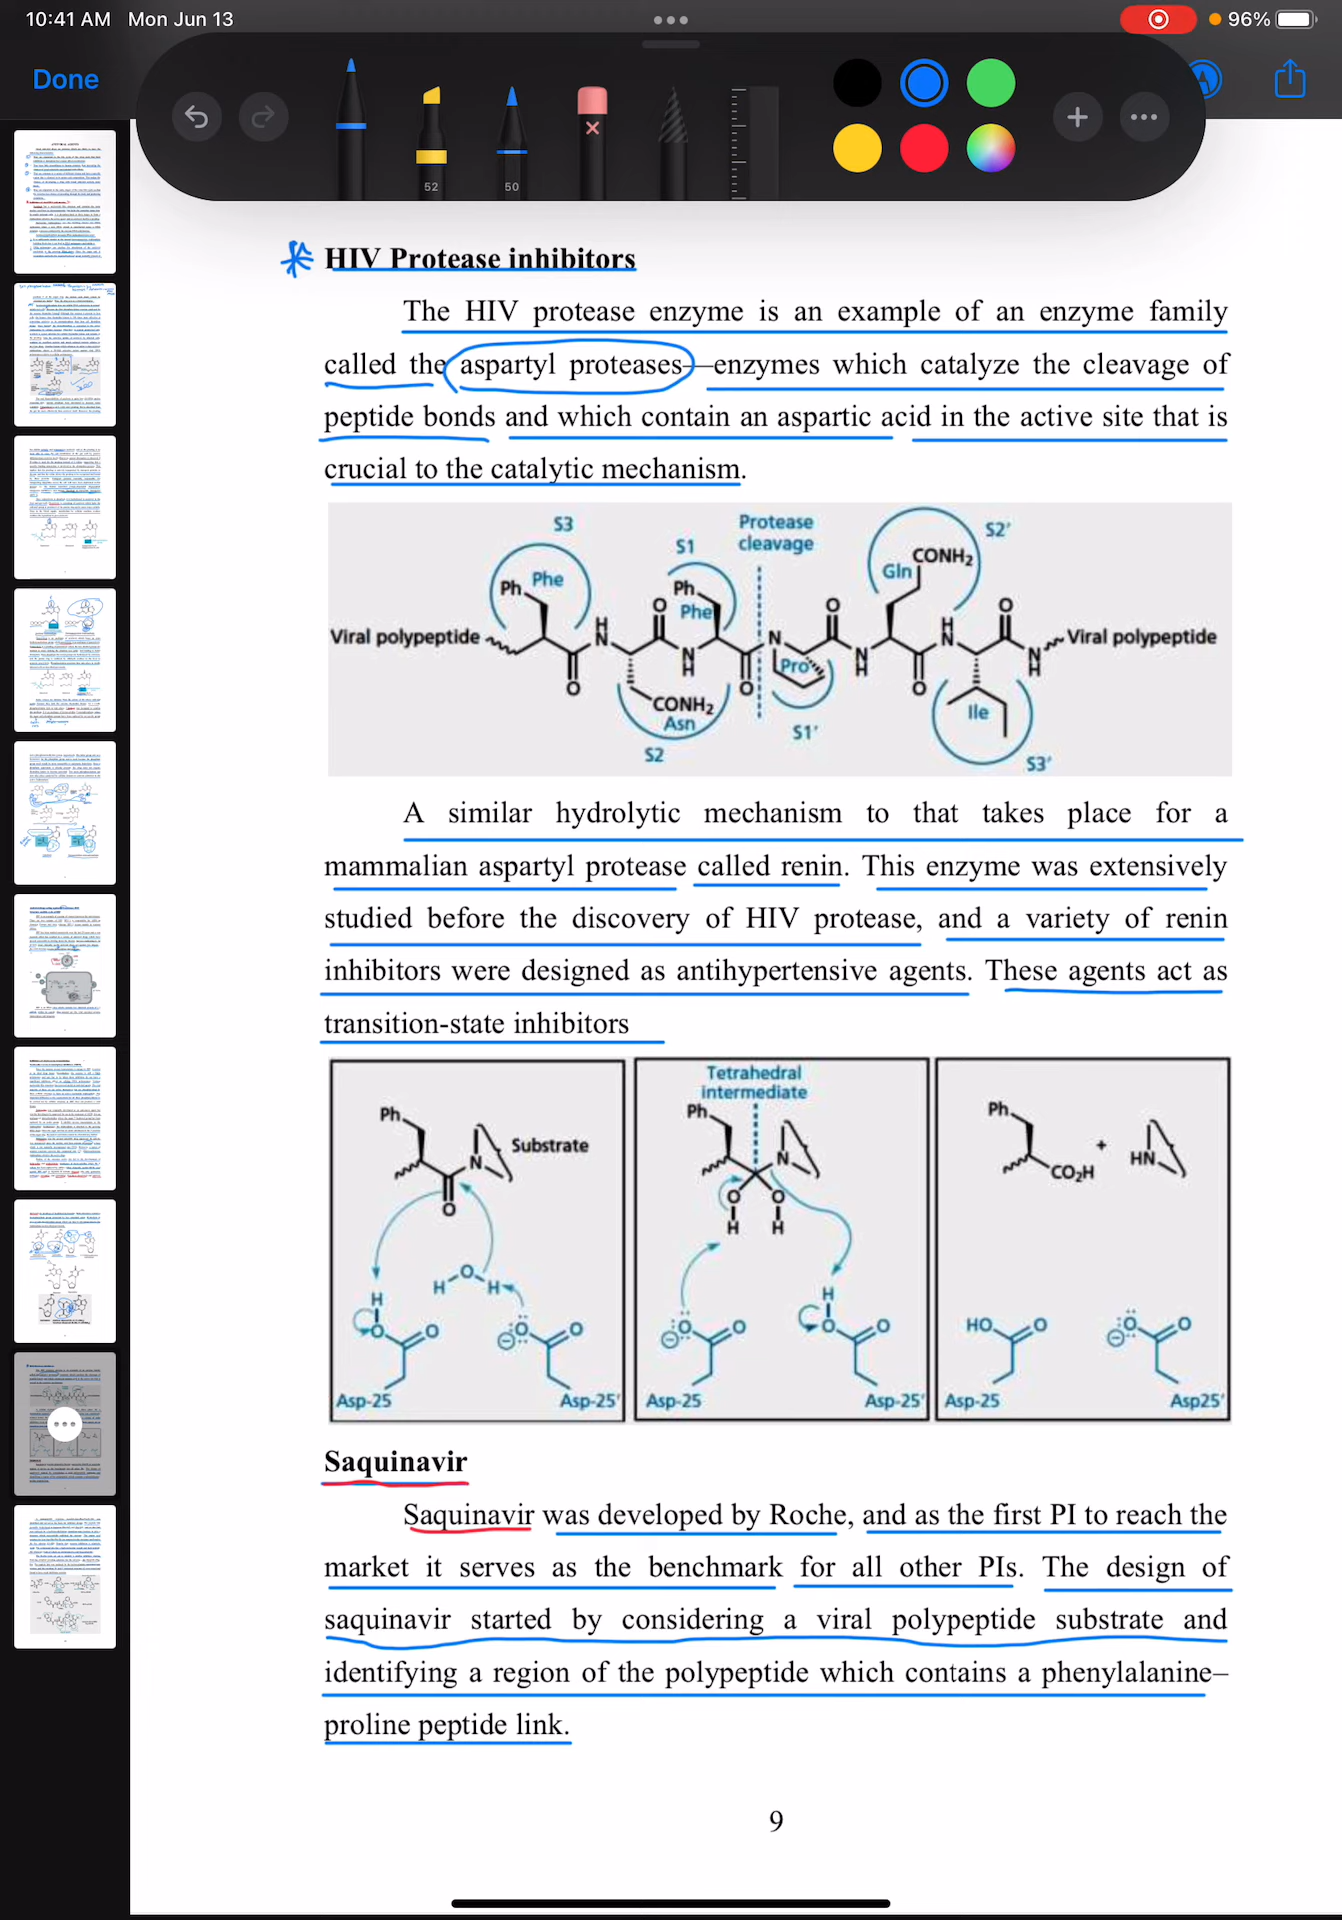 10:41 AM Mon Jun 13
96%
Done
52
50
HIV Protease inhibitors
The HIV protease enzyme is an example of an enzyme family
called the aspartyl proteases—enzymes which catalyze the cleavage of
peptide bonds and which contain an aspartic acid in the active site that is
crucial to the catalytic mechanism.
S3
Protease
cleavage
S2'
S1
CONH2
Gln
Ph
Phe
Ph
Phe
O
O
O
H
N
N
H
N
Viral polypeptide
Viral polypeptide
N
H
Pro
N
H
N
H
O
O
O
CONH2
Asn
Ile
S1'
S2
S3'
A similar hydrolytic mechanism to that takes place for a
mammalian aspartyl protease called renin. This enzyme was extensively
studied before the discovery of HIV protease, and a variety of renin
inhibitors were designed as antihypertensive agents. These agents act as
transition-state inhibitors
Ph
N
Substrate
O
H
O
H
H
O
O
O
O
Asp-25
Asp-25'
Tetrahedral
intermediate
Ph
N
O
O
H
H
H
O
O
O
O
Asp-25
Asp-25'
Ph
+
CO2H
HN
HO
O
O
O
Asp-25
Asp25'
Saquinavir
Saquinavir was developed by Roche, and as the first PI to reach the
market it serves as the benchmark for all other PIs. The design of
saquinavir started by considering a viral polypeptide substrate and
identifying a region of the polypeptide which contains a phenylalanine–
proline peptide link.
9